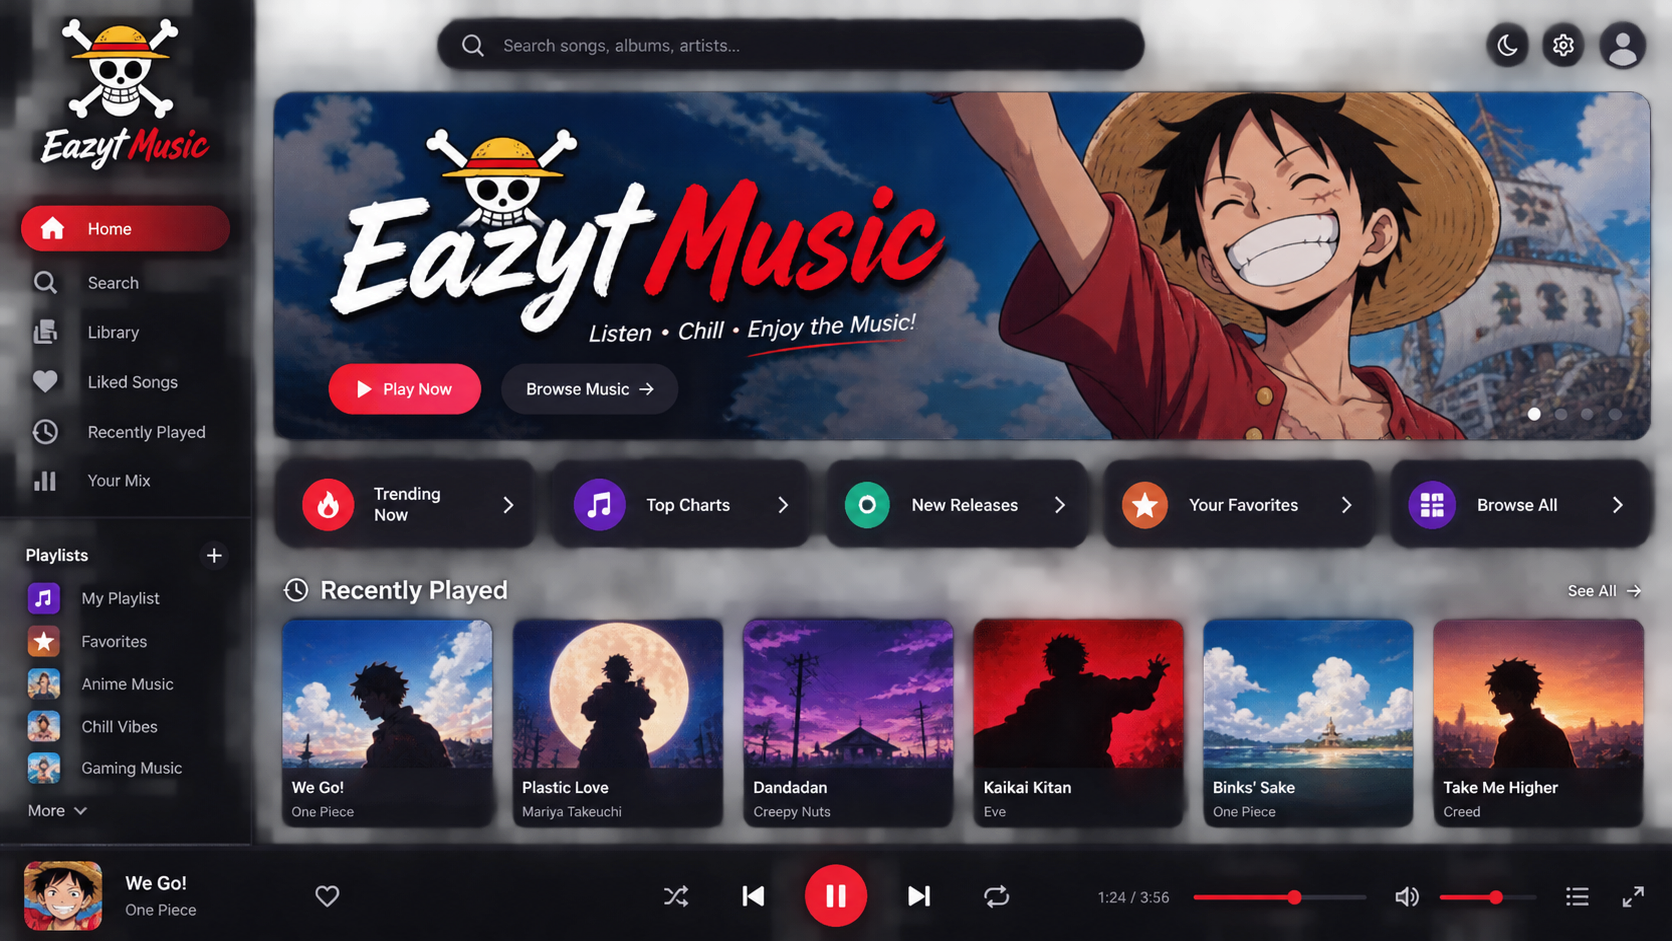 Eazyt Music
Home
Search
Library
Liked Songs
Recently Played
Your Mix
Playlists
My Playlist
Favorites
Anime Music
Chill Vibes
Gaming Music
More
Search songs, albums, artists...
Eazyt Music
Listen • Chill • Enjoy the Music!
Play Now
Browse Music →
Trending
Now
Top Charts
New Releases
Your Favorites
Browse All
Recently Played
See All →
We Go!
One Piece
Plastic Love
Mariya Takeuchi
Dandadan
Creepy Nuts
Kaikai Kitan
Eve
Binks' Sake
One Piece
Take Me Higher
Creed
We Go!
One Piece
1:24 / 3:56